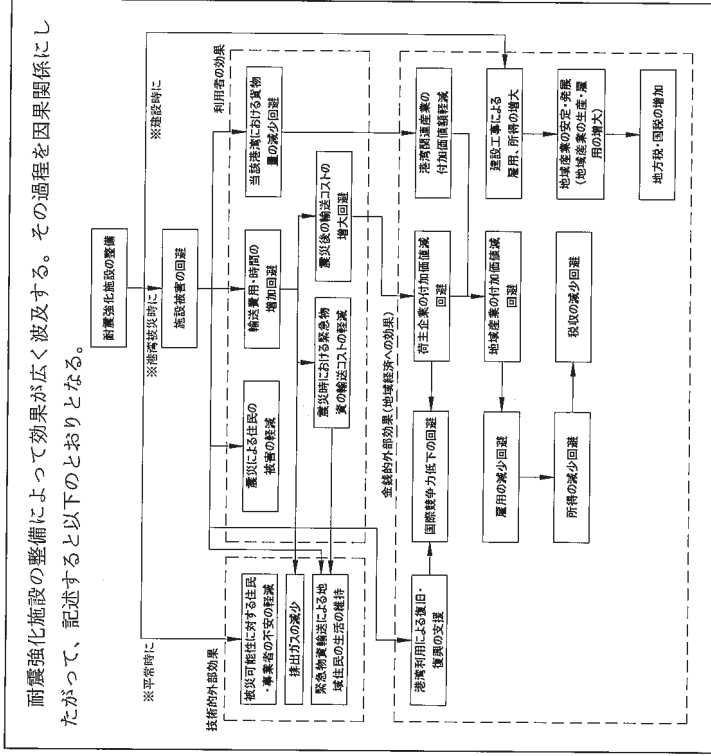 耐震強化施設の整備によって効果が広く波及する。その過程を因果関係にし
たがって、記述すると以下のとおりとなる。
耐震強化施設の整備
※平常時に
※港湾被災時に
※建設時に
施設被害の回避
技術的外部効果
利用者の効果
被災可能性に対する住民
・事業者の不安の軽減
排出ガスの減少
緊急物資輸送による地
域住民の生活の維持
震災による住民の
被害の軽減
輸送費用・時間の
増加回避
当該港湾における貨物
量の減少回避
震災時における緊急物
資の輸送コストの軽減
震災後の輸送コストの
増大回避
金銭的外部効果(地域経済への効果)
港湾利用による復旧・
復興の支援
国際競争力低下の回避
荷主企業の付加価値減
回避
港湾関連産業の
付加価値額軽減
雇用の減少回避
地域産業の付加価値減
回避
建設工事による
雇用、所得の増大
所得の減少回避
税収の減少回避
地域産業の安定・発展
(地域産業の生産・雇
用の増大)
地方税・国税の増加